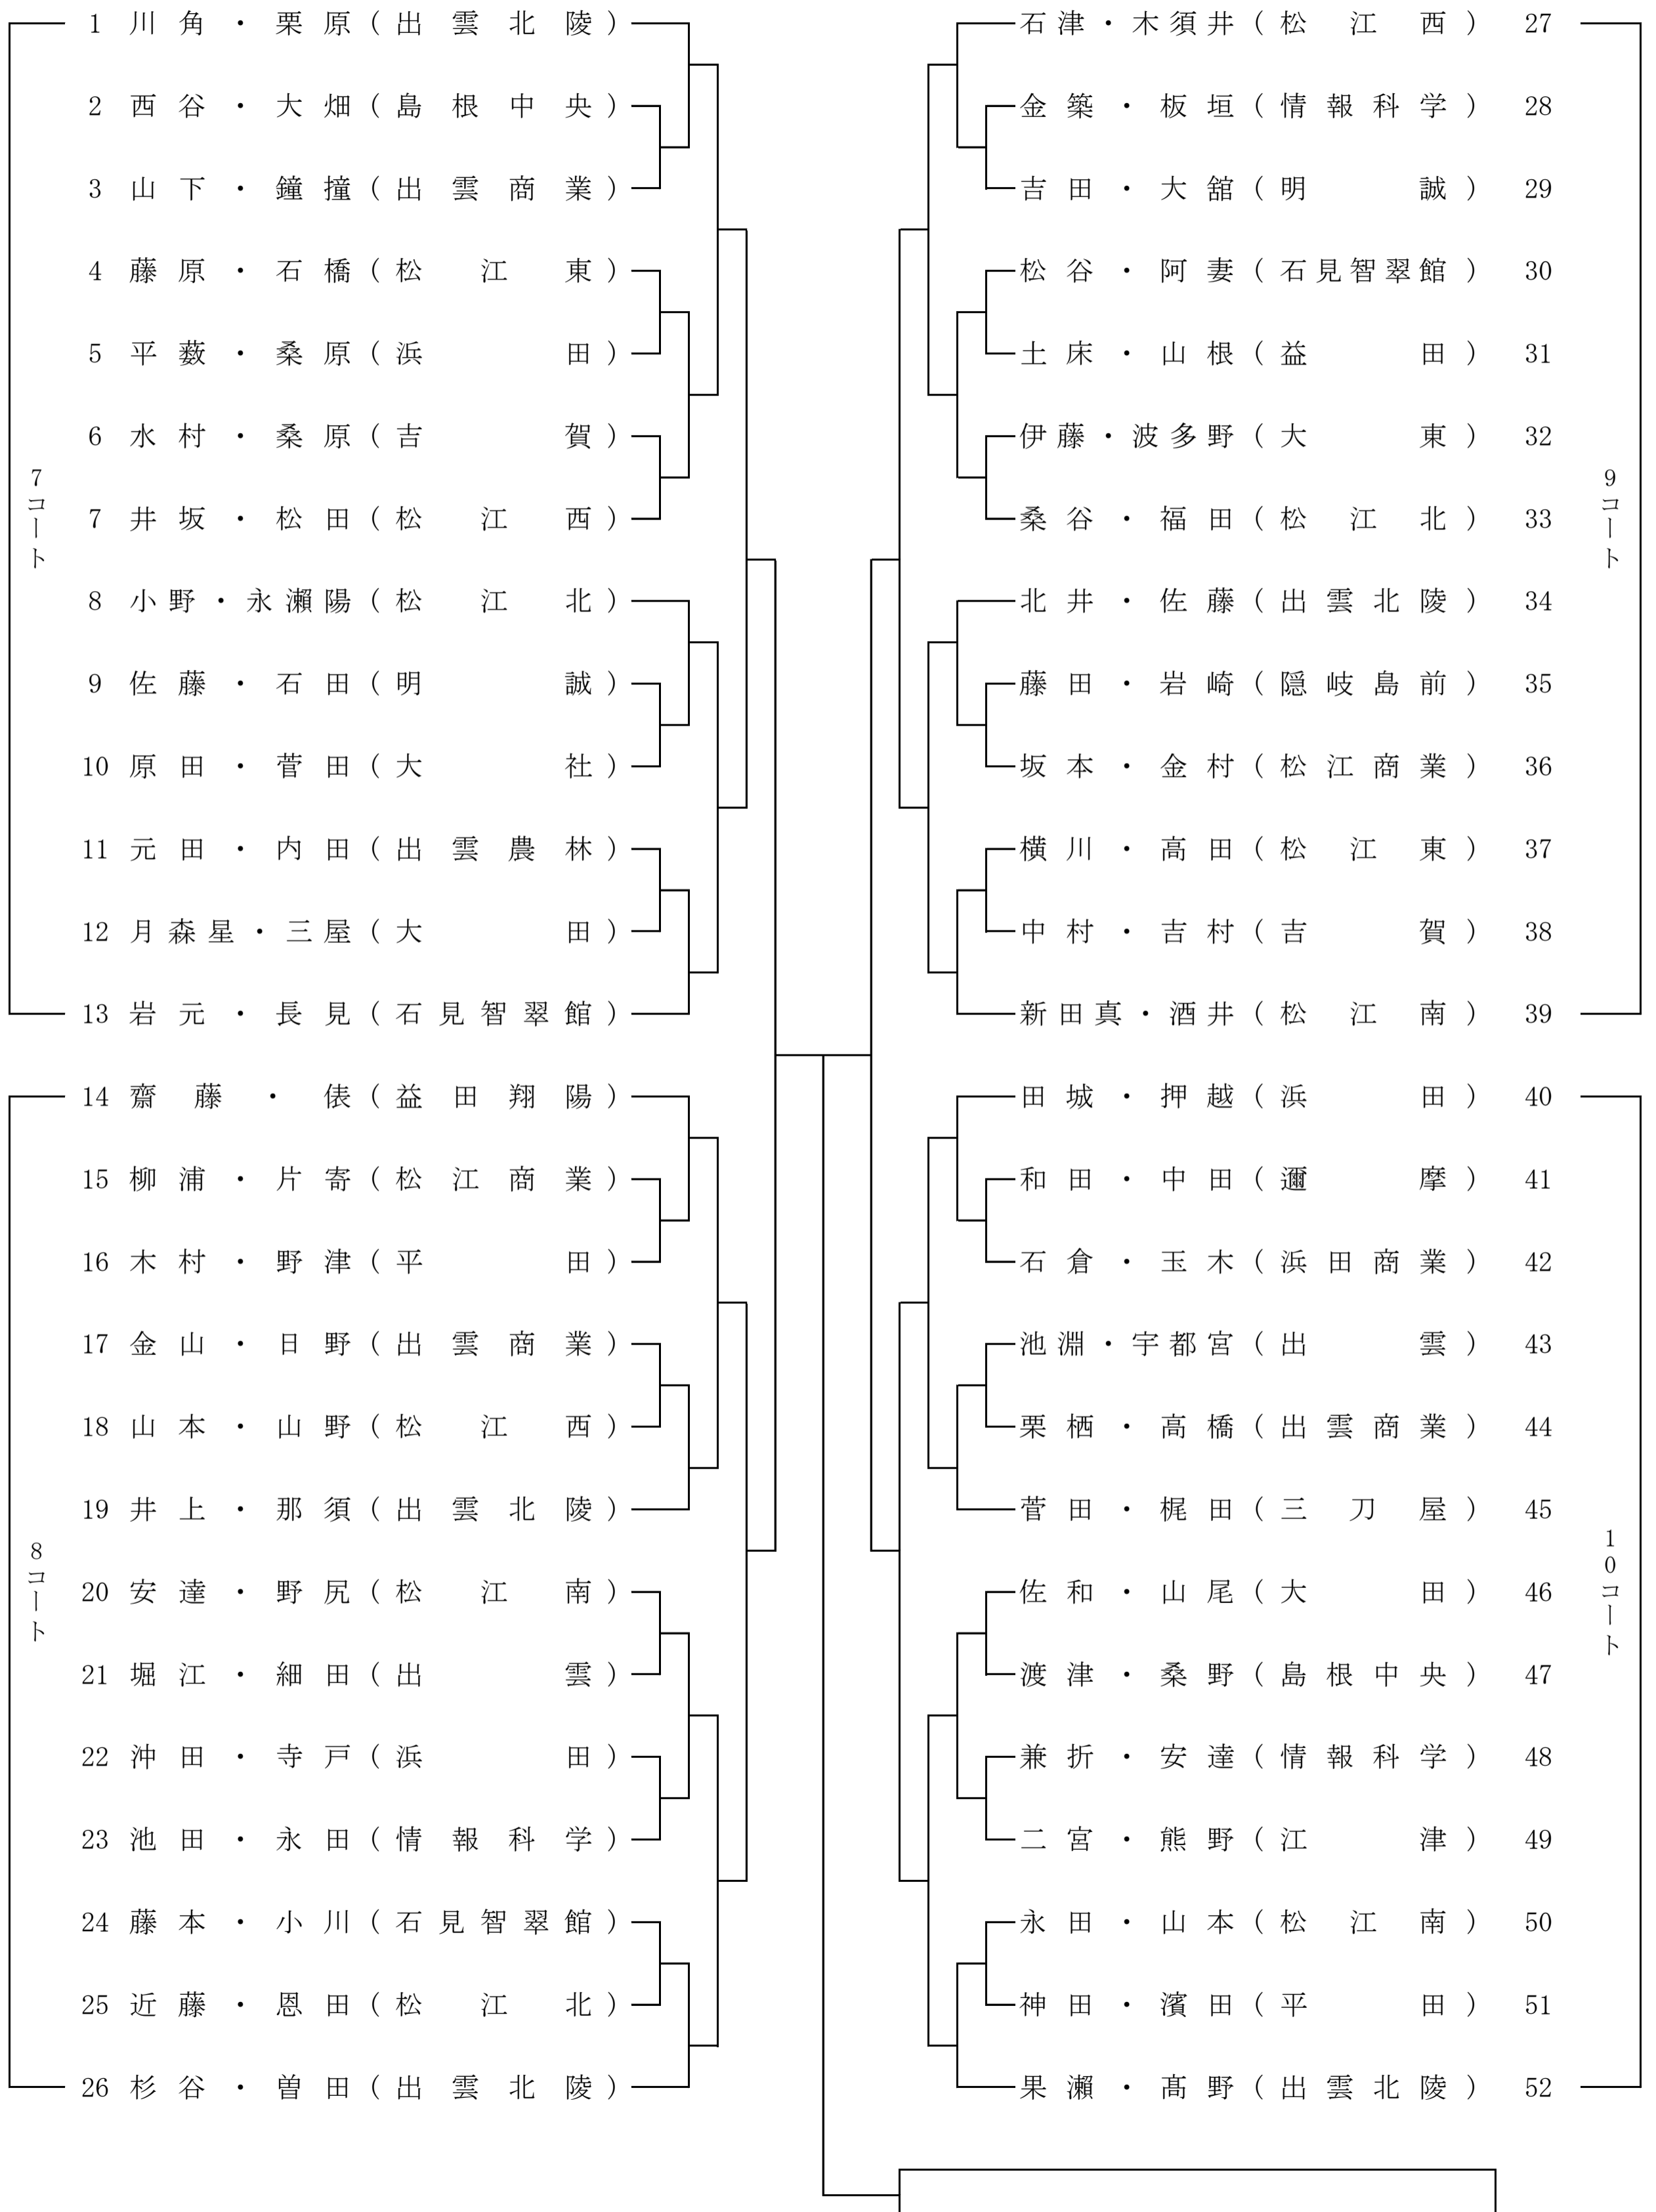 1 川角・栗原（出雲北陵）
2 西谷・大畑（島根中央）
3 山下・鐘撞（出雲商業）
4 藤原・石橋（松江東）
5 平薮・桑原（浜田）
6 水村・桑原（吉賀）
7 井坂・松田（松江西）
8 小野・永瀬陽（松江北）
9 佐藤・石田（明誠）
10 原田・菅田（大社）
11 元田・内田（出雲農林）
12 月森星・三屋（大田）
13 岩元・長見（石見智翠館）
7コート
14 齋藤・俵（益田翔陽）
15 柳浦・片寄（松江商業）
16 木村・野津（平田）
17 金山・日野（出雲商業）
18 山本・山野（松江西）
19 井上・那須（出雲北陵）
20 安達・野尻（松江南）
21 堀江・細田（出雲）
22 沖田・寺戸（浜田）
23 池田・永田（情報科学）
24 藤本・小川（石見智翠館）
25 近藤・恩田（松江北）
26 杉谷・曽田（出雲北陵）
8コート
石津・木須井（松江西） 27
金築・板垣（情報科学） 28
吉田・大舘（明誠） 29
松谷・阿妻（石見智翠館） 30
土床・山根（益田） 31
伊藤・波多野（大東） 32
桑谷・福田（松江北） 33
北井・佐藤（出雲北陵） 34
藤田・岩崎（隠岐島前） 35
坂本・金村（松江商業） 36
横川・高田（松江東） 37
中村・吉村（吉賀） 38
新田真・酒井（松江南） 39
9コート
田城・押越（浜田） 40
和田・中田（邇摩） 41
石倉・玉木（浜田商業） 42
池淵・宇都宮（出雲） 43
栗栖・高橋（出雲商業） 44
菅田・梶田（三刀屋） 45
佐和・山尾（大田） 46
渡津・桑野（島根中央） 47
兼折・安達（情報科学） 48
二宮・熊野（江津） 49
永田・山本（松江南） 50
神田・濱田（平田） 51
果瀬・髙野（出雲北陵） 52
10コート